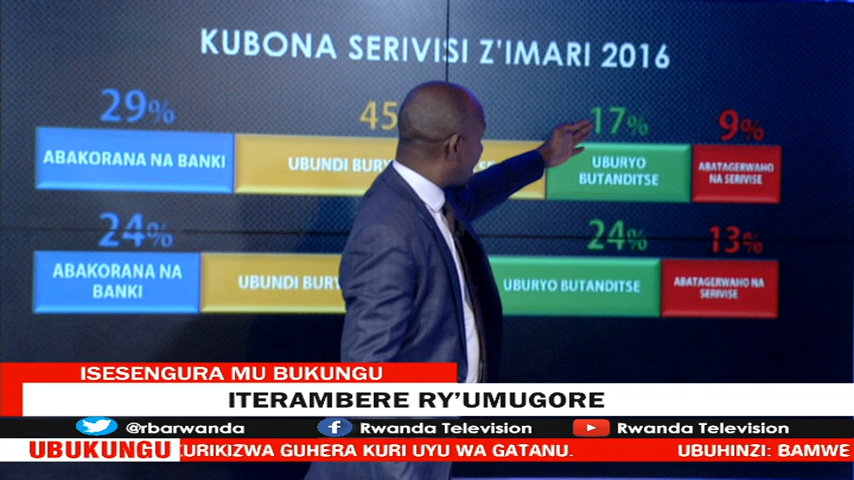 KUBONA SERIVISI Z'IMARI 2016
29% 45 17% 9%
ABAKORANA NA BANKI
UBUNDI
UBURYO BUTANDITSE
ABATAGERWAHO NA SERIVISE
24% 24% 13%
ABAKORANA NA BANKI
UBUNDI
UBURYO BUTANDITSE
ABATAGERWAHO NA SERIVISE
ISESENGURA MU BUKUNGU
ITERAMBERE RY'UMUGORE
@rbarwanda Rwanda Television Rwanda Television
UBUKUNGU URIKIZWA GUHERA KURI UYU WA GATANU. UBUHINZI: BAMWE